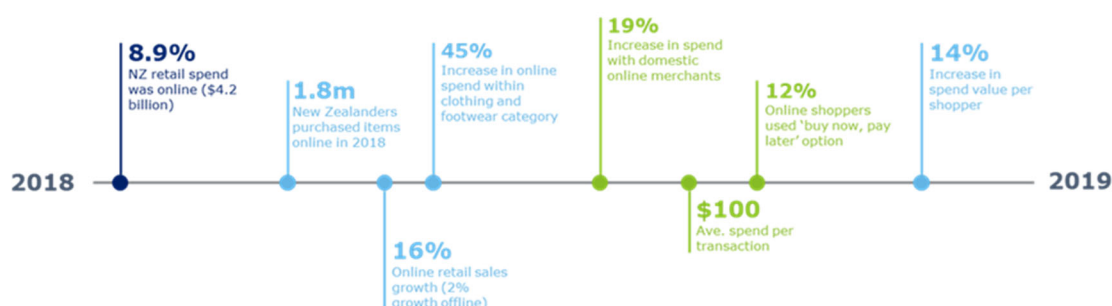 2018
8.9%
NZ retail spend
was online ($4.2
billion)
1.8m
New Zealanders
purchased items
online in 2018
16%
Online retail sales
growth (2%
growth offline)
45%
Increase in online
spend within
clothing and
footwear category
19%
Increase in spend
with domestic
online merchants
$100
Ave. spend per
transaction
12%
Online shoppers
used ‘buy now, pay
later’ option
14%
Increase in
spend value per
shopper
2019